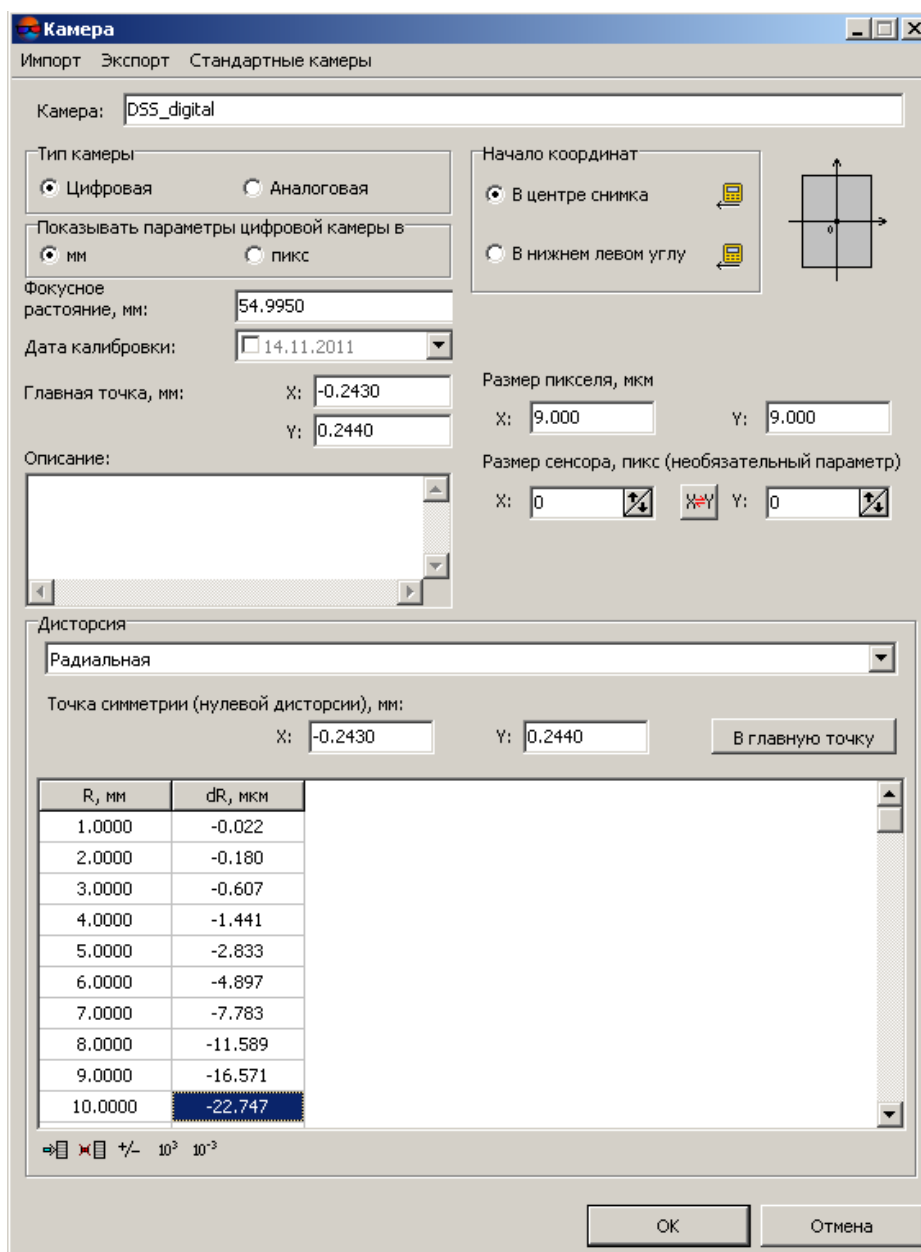 Камера
Импорт Экспорт Стандартные камеры
Камера: DSS_digital
Тип камеры
Цифровая Аналоговая
Показывать параметры цифровой камеры в
мм пикс
Начало координат
В центре снимка
В нижнем левом углу
0
Фокусное
растояние, мм: 54.9950
Дата калибровки: 14.11.2011
Главная точка, мм: X: -0.2430
Y: 0.2440
Размер пикселя, мкм
X: 9.000 Y: 9.000
Описание:
Размер сенсора, пикс (необязательный параметр)
X: 0 X⇌Y Y: 0
Дисторсия
Радиальная
Точка симметрии (нулевой дисторсии), мм:
X: -0.2430 Y: 0.2440 В главную точку
R, мм dR, мкм
1.0000 -0.022
2.0000 -0.180
3.0000 -0.607
4.0000 -1.441
5.0000 -2.833
6.0000 -4.897
7.0000 -7.783
8.0000 -11.589
9.0000 -16.571
10.0000 -22.747
+/- 10³ 10⁻³
OK Отмена